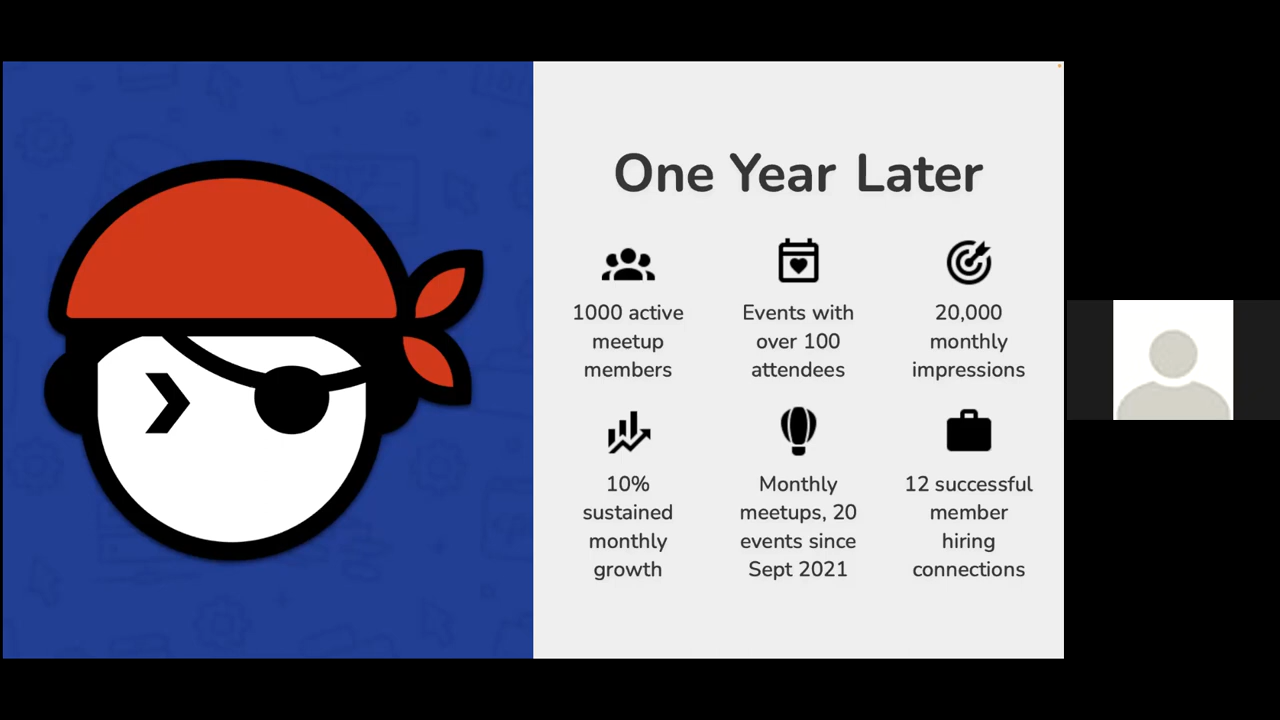 One Year Later
1000 active
meetup
members
Events with
over 100
attendees
20,000
monthly
impressions
10%
sustained
monthly
growth
Monthly
meetups, 20
events since
Sept 2021
12 successful
member
hiring
connections